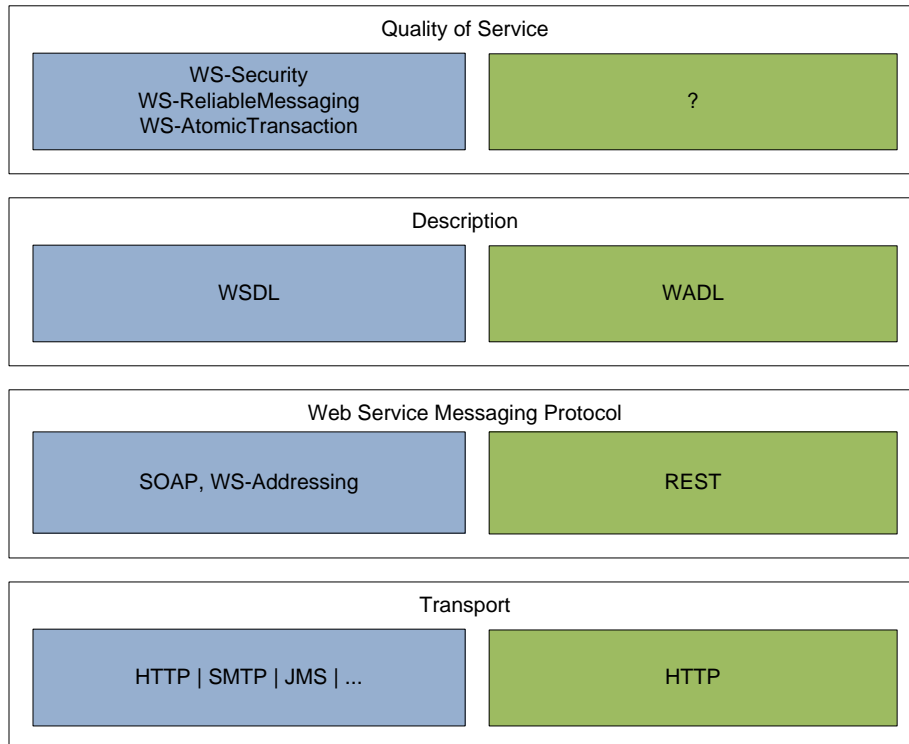 Quality of Service
WS-Security
WS-ReliableMessaging
WS-AtomicTransaction
?
Description
WSDL
WADL
Web Service Messaging Protocol
SOAP, WS-Addressing
REST
Transport
HTTP | SMTP | JMS | ...
HTTP